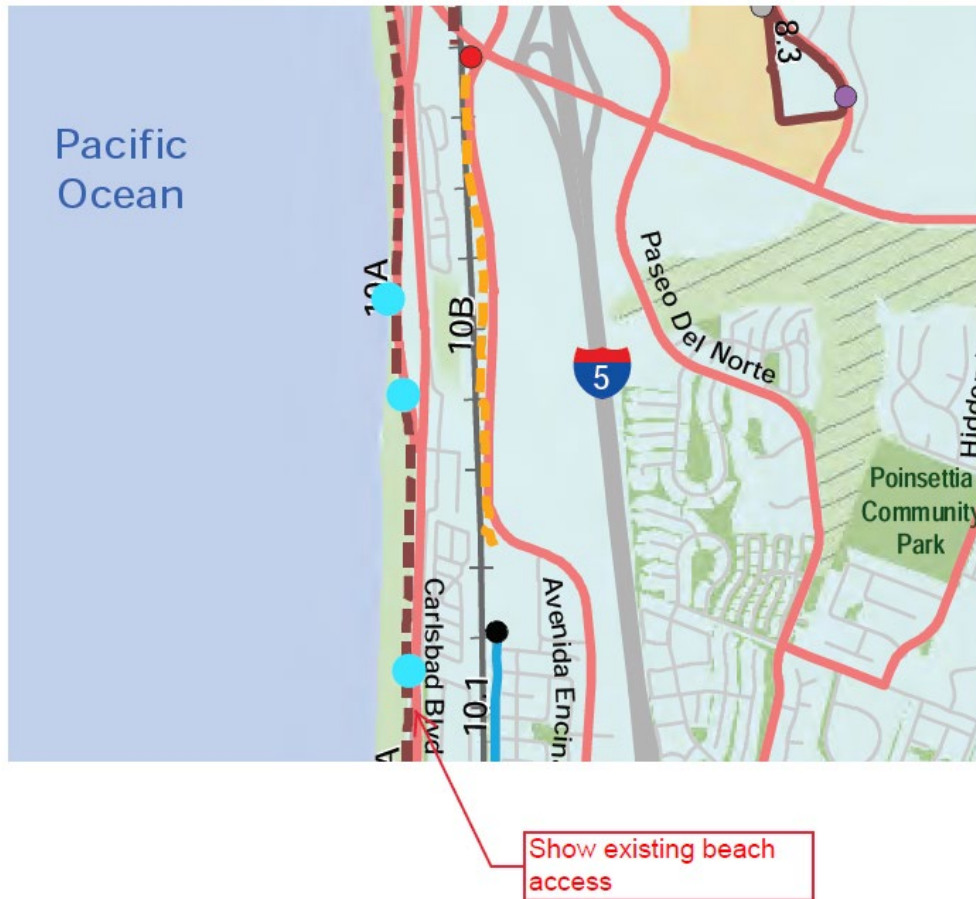 8.3
Pacific
Ocean
10A
Paseo Del Norte
10B
5
Poinsettia
Community
Park
Carlsbad Blvd
Avenida Encin
10.1
A
Show existing beach
access